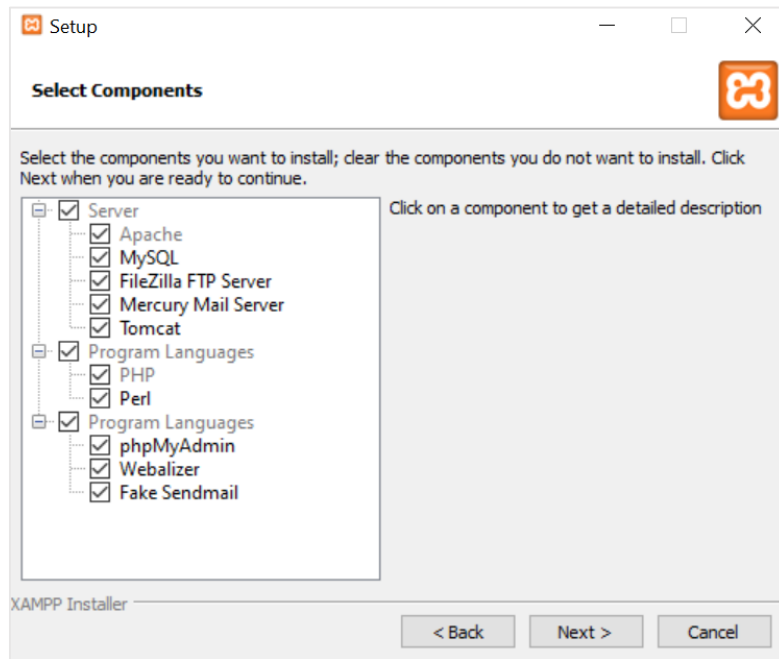 Setup
Select Components
Select the components you want to install; clear the components you do not want to install. Click
Next when you are ready to continue.
Server
Apache
MySQL
FileZilla FTP Server
Mercury Mail Server
Tomcat
Program Languages
PHP
Perl
Program Languages
phpMyAdmin
Webalizer
Fake Sendmail
Click on a component to get a detailed description
XAMPP Installer
< Back
Next >
Cancel